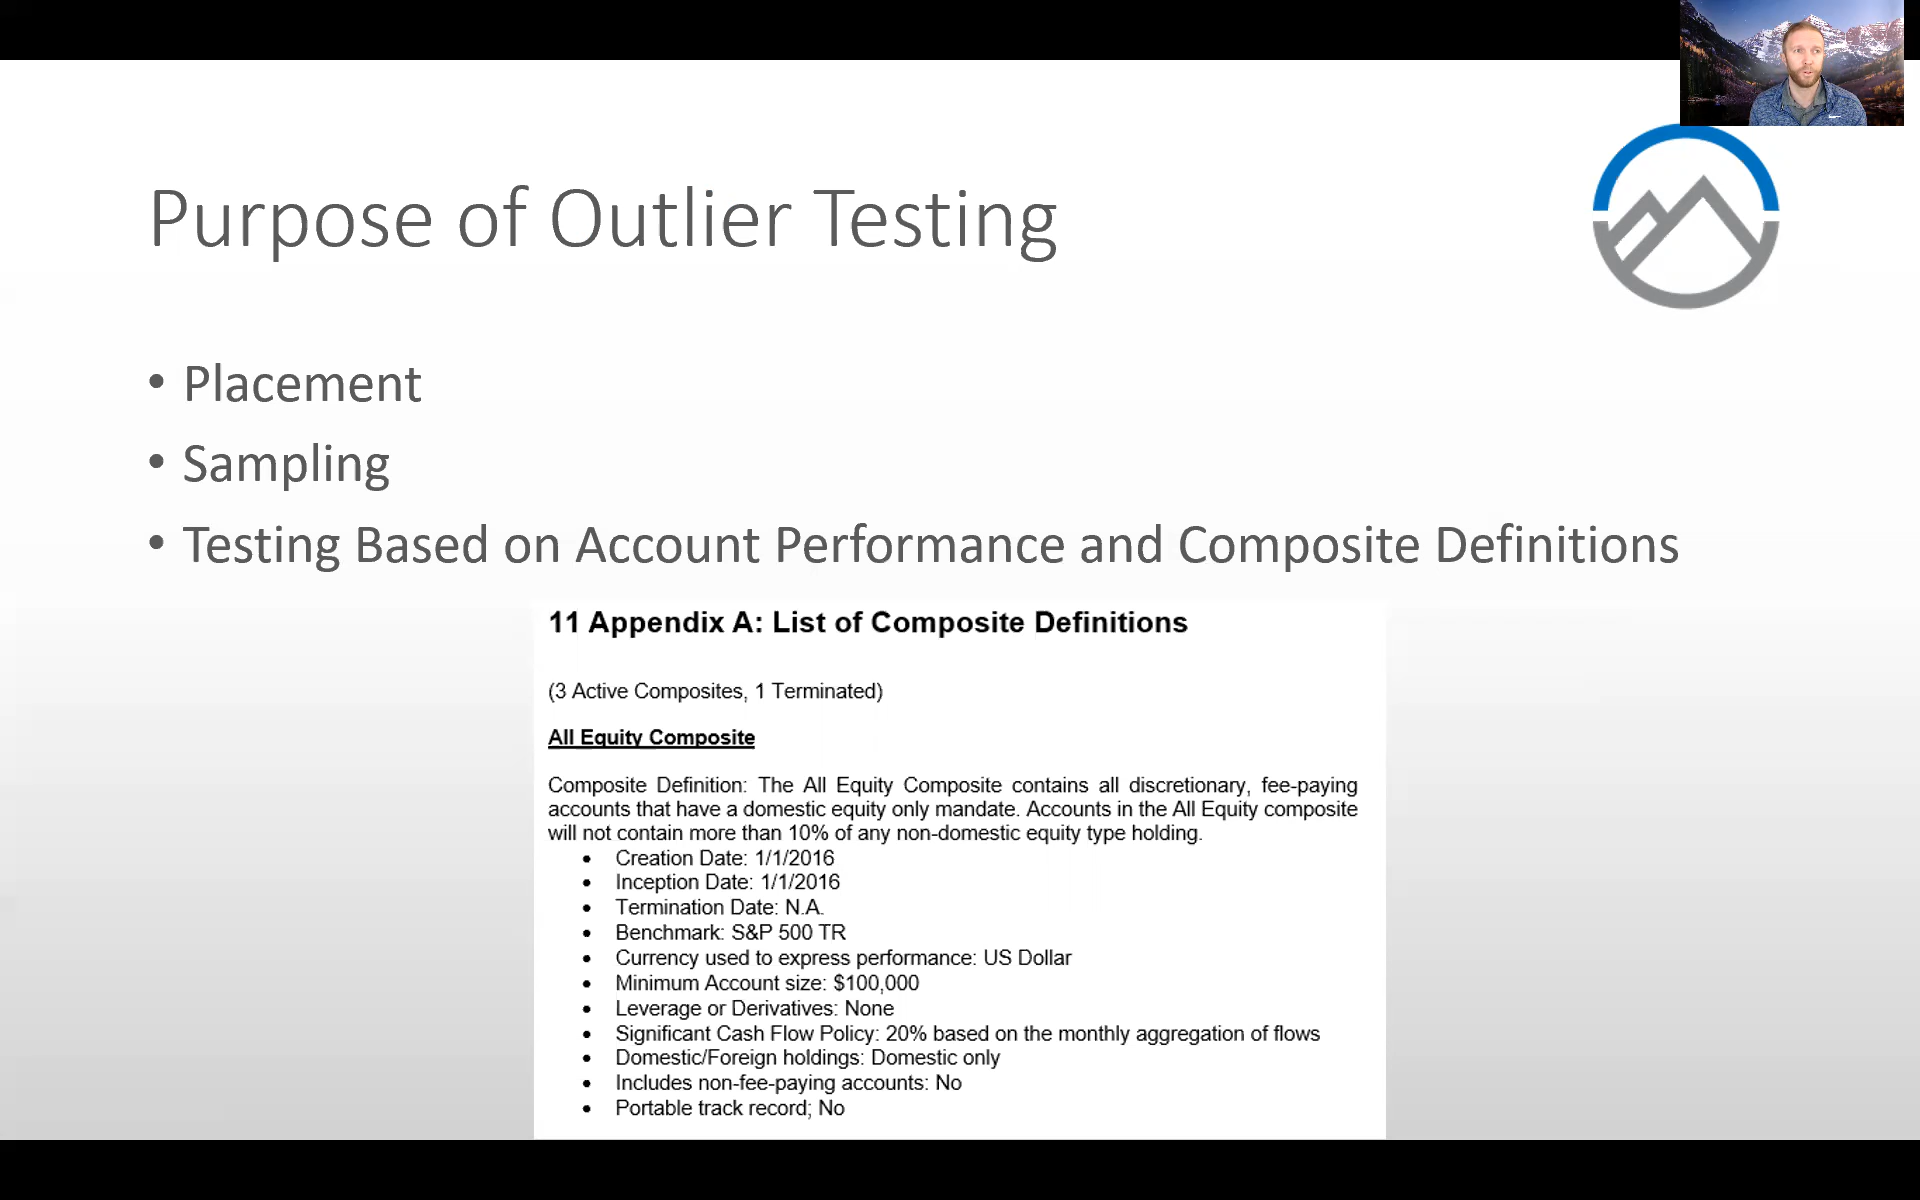 Purpose of Outlier Testing
• Placement
• Sampling
• Testing Based on Account Performance and Composite Definitions
11 Appendix A: List of Composite Definitions
(3 Active Composites, 1 Terminated)
All Equity Composite
Composite Definition: The All Equity Composite contains all discretionary, fee-paying
accounts that have a domestic equity only mandate. Accounts in the All Equity composite
will not contain more than 10% of any non-domestic equity type holding.
• Creation Date: 1/1/2016
• Inception Date: 1/1/2016
• Termination Date: N.A.
• Benchmark: S&P 500 TR
• Currency used to express performance: US Dollar
• Minimum Account size: $100,000
• Leverage or Derivatives: None
• Significant Cash Flow Policy: 20% based on the monthly aggregation of flows
• Domestic/Foreign holdings: Domestic only
• Includes non-fee-paying accounts: No
• Portable track record; No